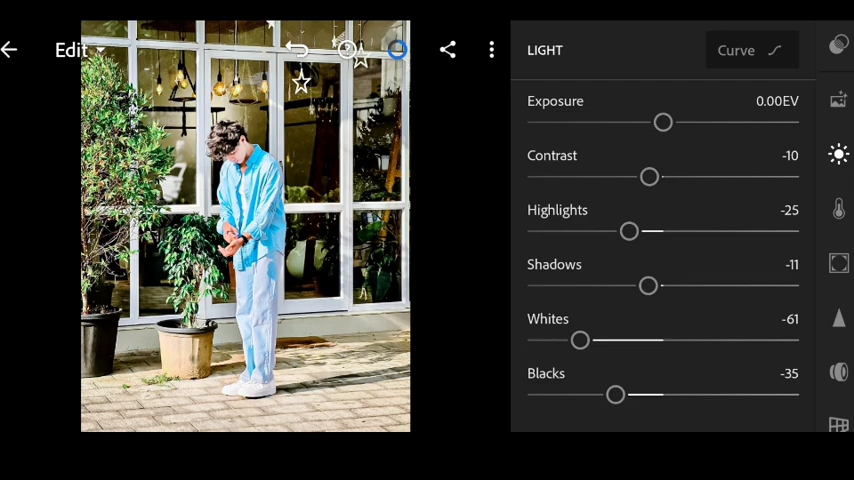 Edit
LIGHT
Curve
Exposure 0.00EV
Contrast -10
Highlights -25
Shadows -11
Whites -61
Blacks -35